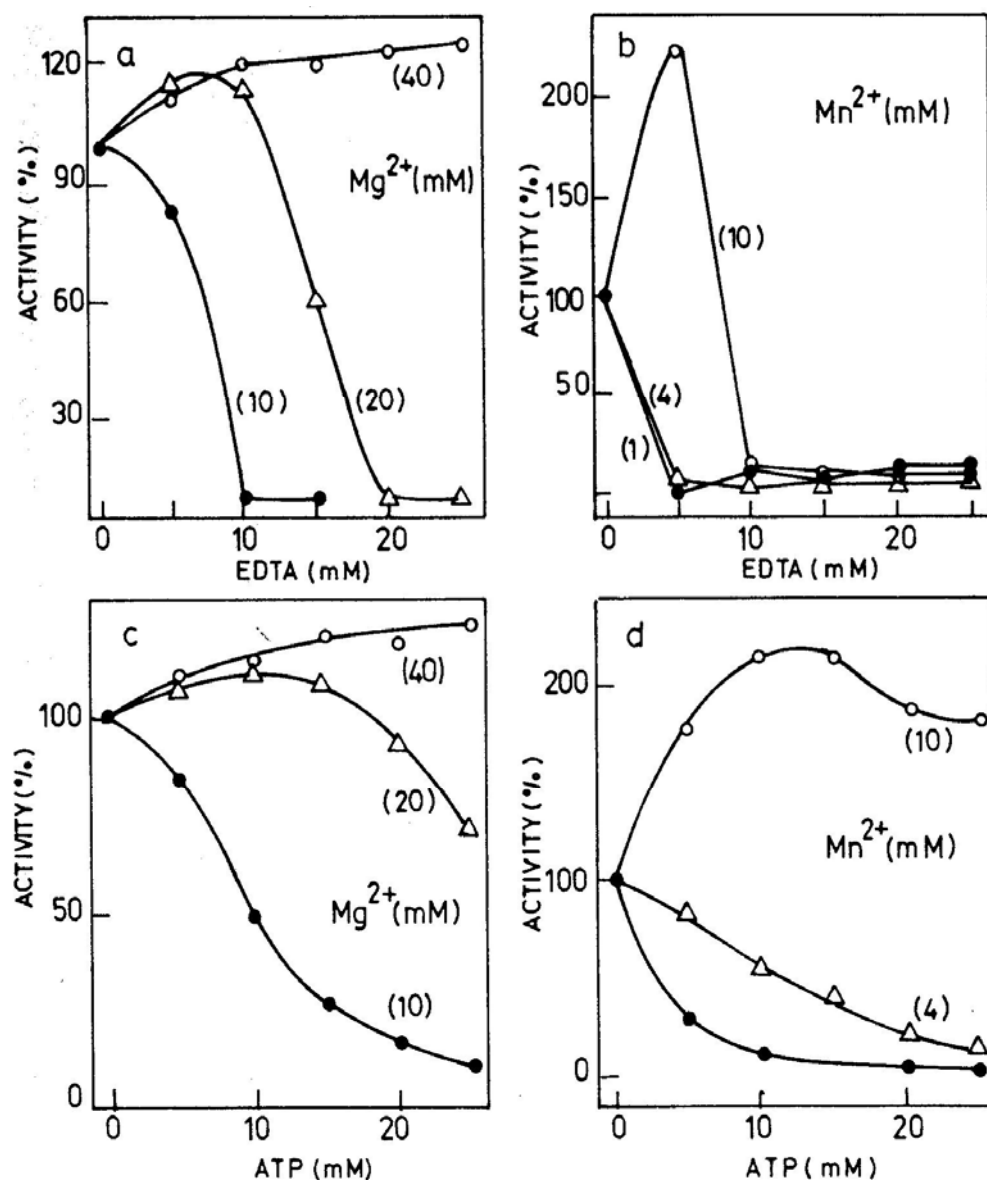 a
120
90
60
30
ACTIVITY (%)
(40)
Mg²⁺(mM)
(10)
(20)
0 10 20
EDTA (mM)
b
200
150
100
50
ACTIVITY (%)
Mn²⁺(mM)
(10)
(4)
(1)
0 10 20
EDTA (mM)
c
100
50
0
ACTIVITY (%)
(40)
(20)
Mg²⁺(mM)
(10)
0 10 20
ATP (mM)
d
200
100
0
ACTIVITY (%)
(10)
Mn²⁺(mM)
(4)
0 10 20
ATP (mM)